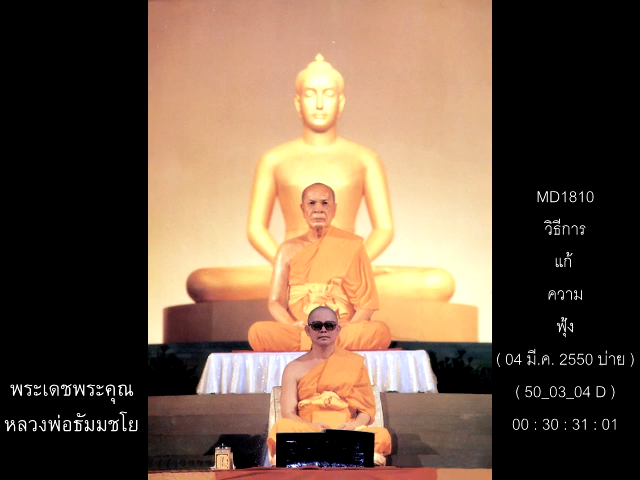 พระเดชพระคุณ
หลวงพ่อธัมมชโย
MD1810
วิธีการ
แก้
ความ
ฟุ้ง
( 04 มี.ค. 2550 บ่าย )
( 50_03_04 D )
00 : 30 : 31 : 01